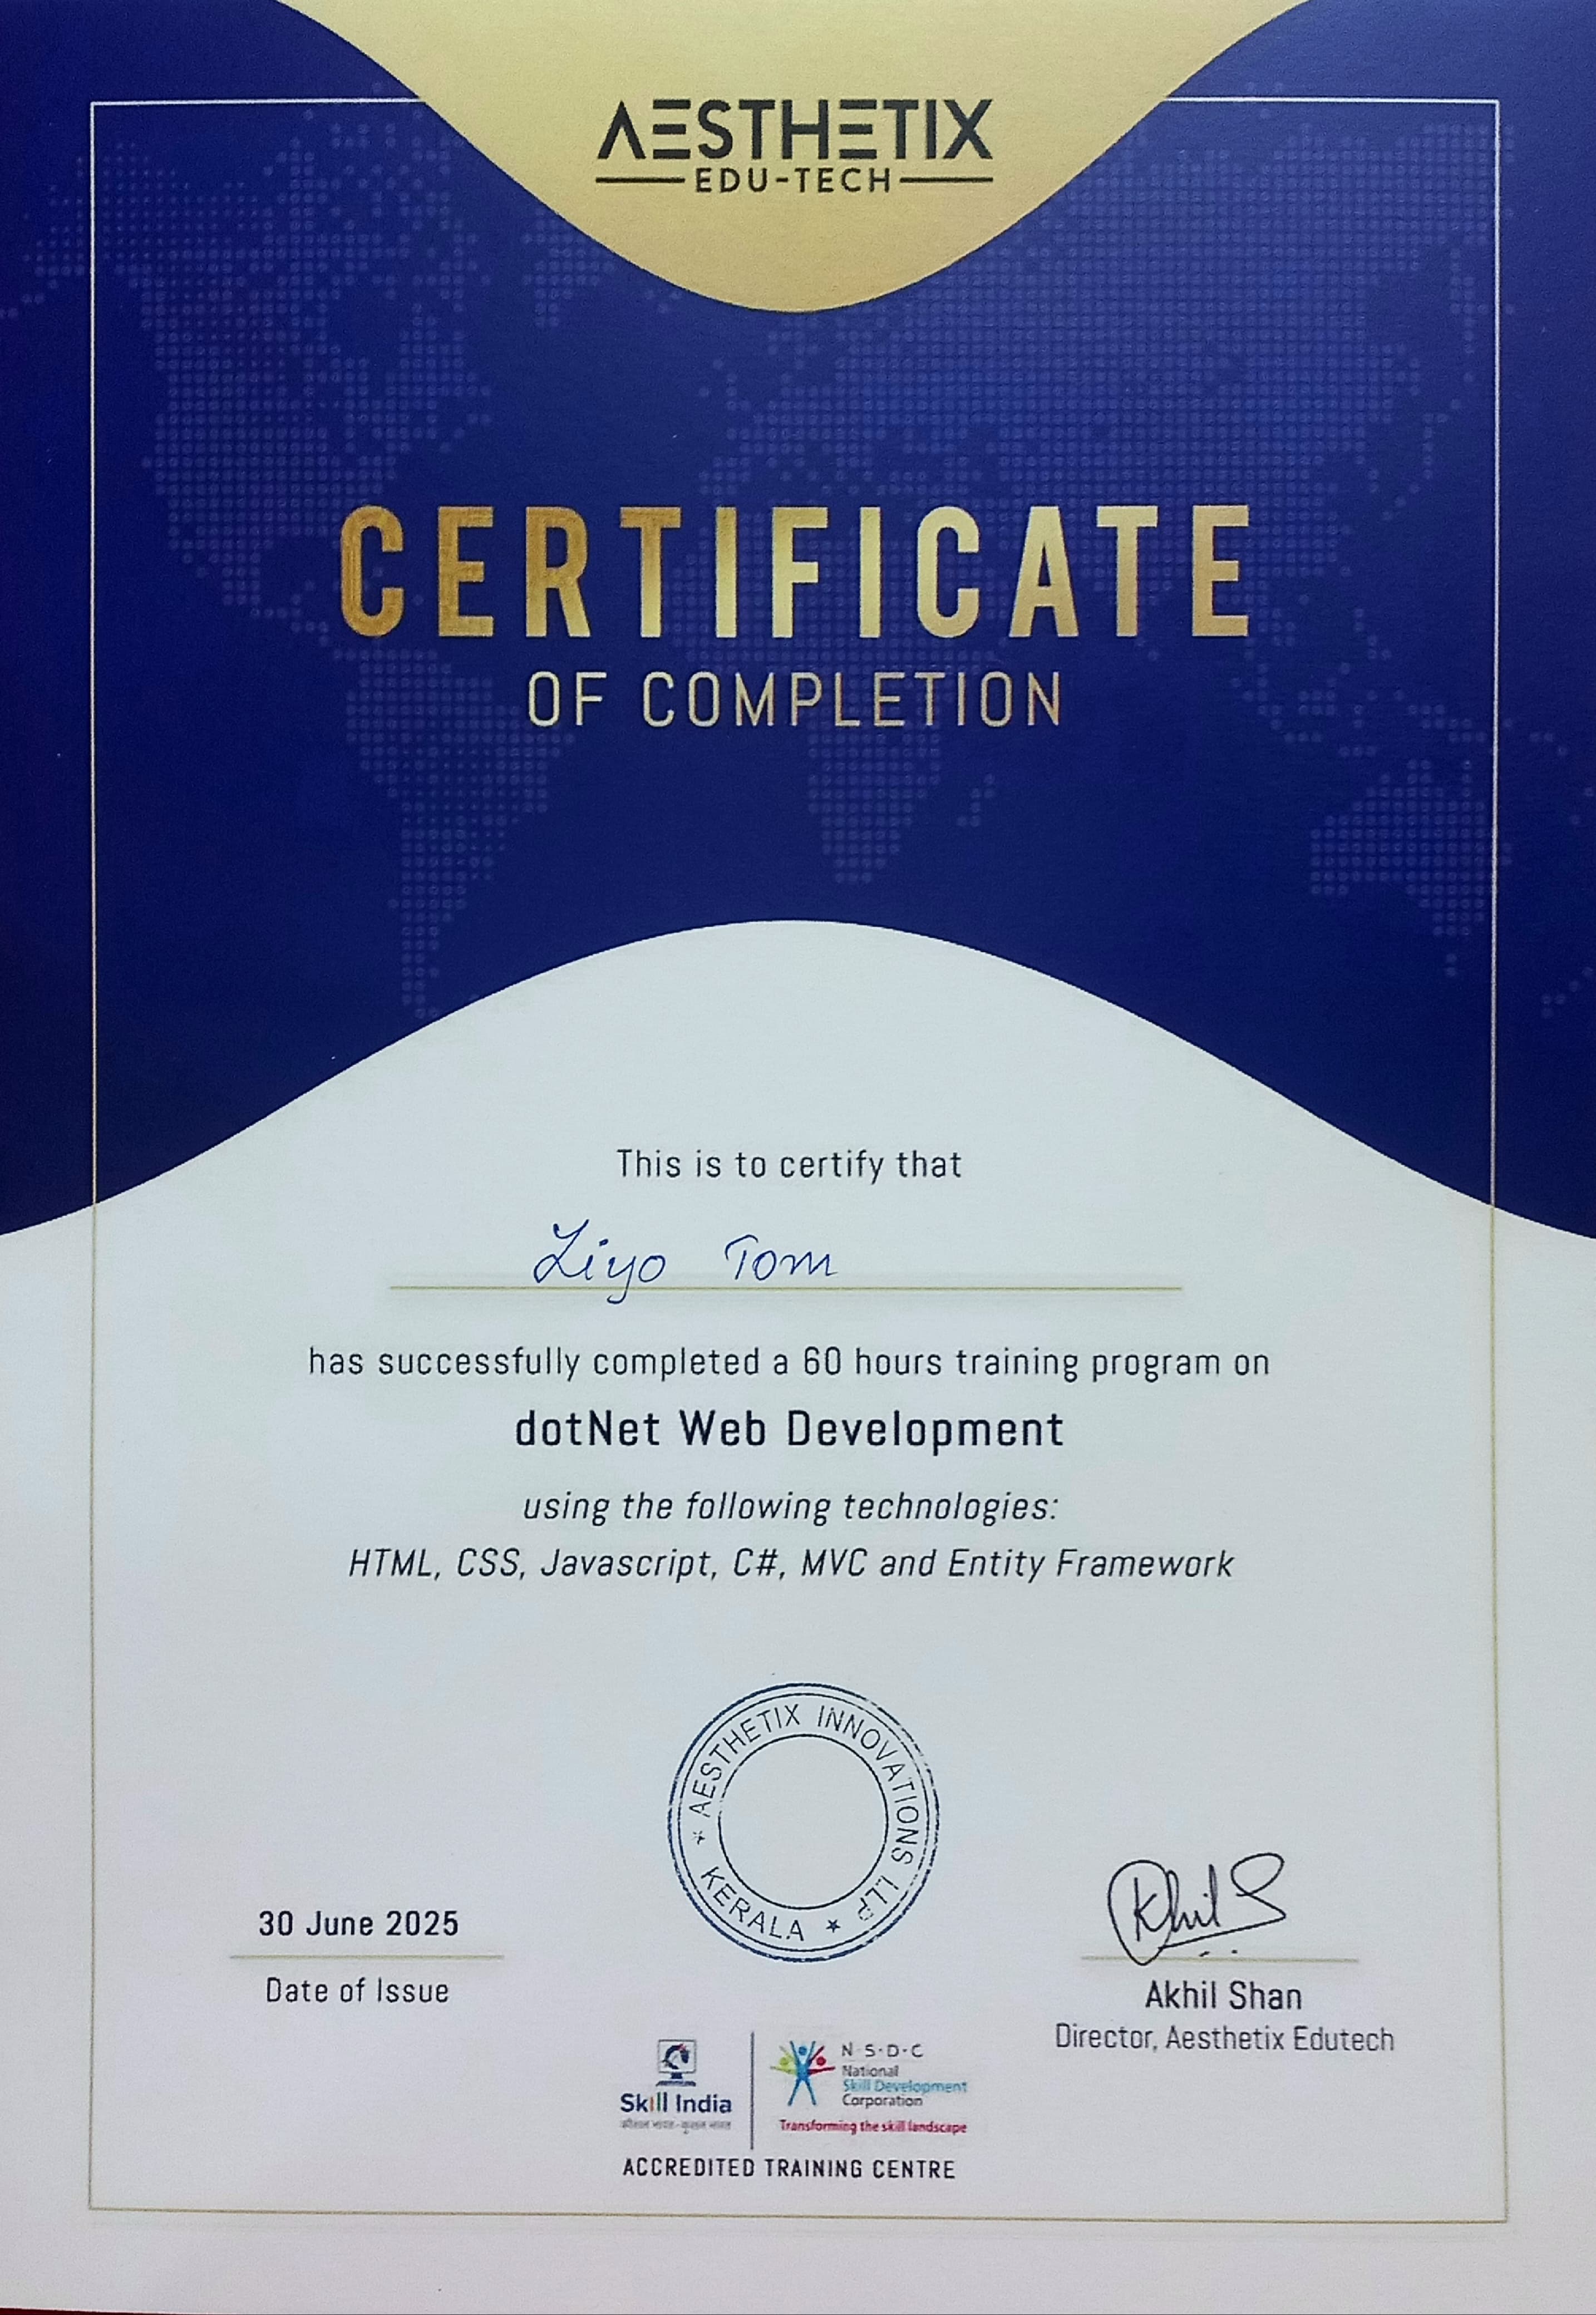 AESTHETIX
EDU-TECH
CERTIFICATE
OF COMPLETION
This is to certify that
Liyo Tom
has successfully completed a 60 hours training program on
dotNet Web Development
using the following technologies:
HTML, CSS, Javascript, C#, MVC and Entity Framework
AESTHETIX INNOVATIONS LLP
KERALA
30 June 2025
Date of Issue
Akhil S
Akhil Shan
Director, Aesthetix Edutech
Skill India
कौशल भारत - कुशल भारत
N·S·D·C
National
Skill Development
Corporation
Transforming the skill landscape
ACCREDITED TRAINING CENTRE